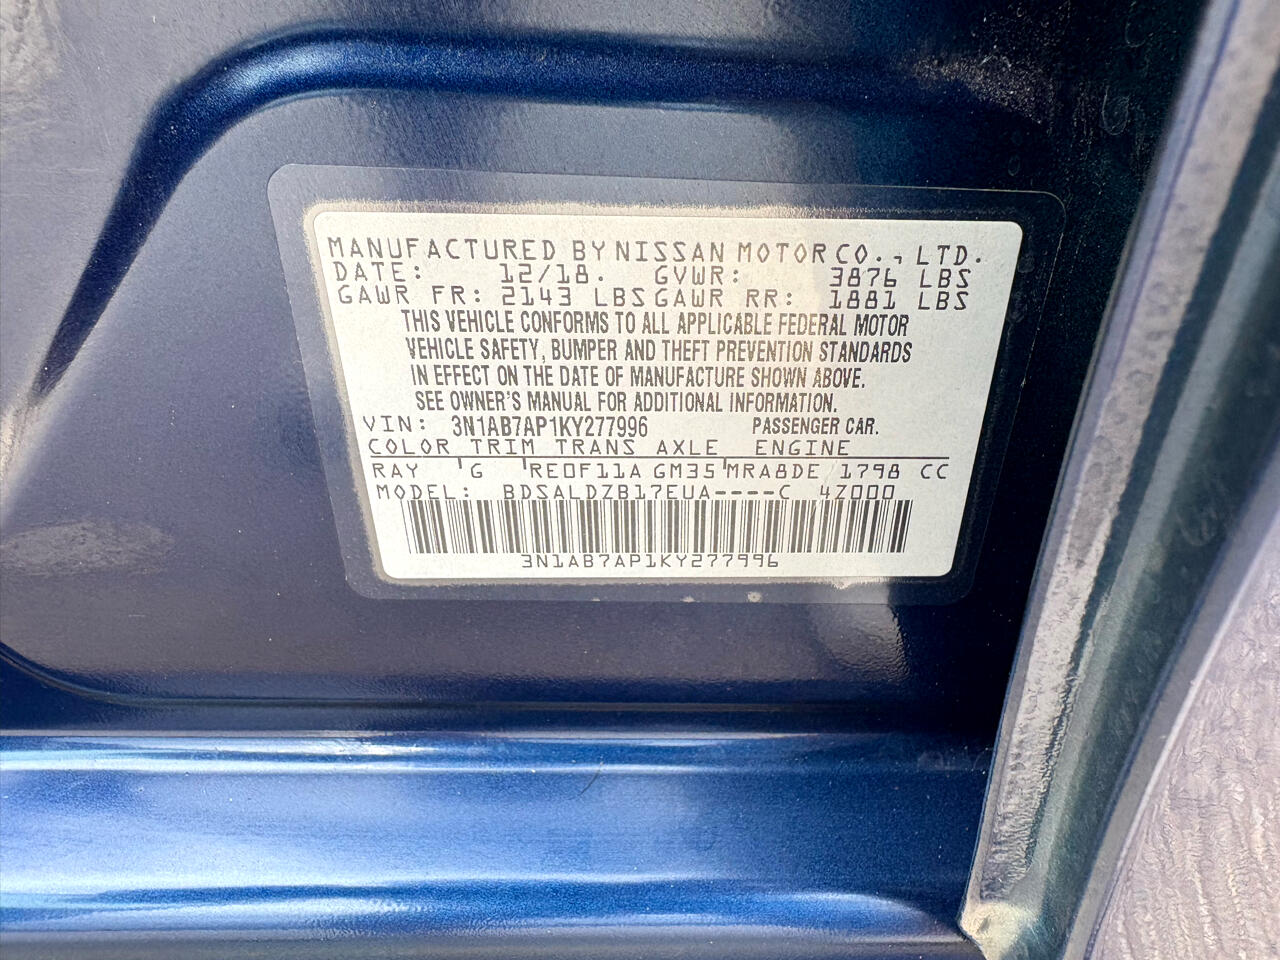 MANUFACTURED BY NISSAN MOTOR CO., LTD.
DATE: 12/18. GVWR: 3876 LBS
GAWR FR: 2143 LBS GAWR RR: 1881 LBS
THIS VEHICLE CONFORMS TO ALL APPLICABLE FEDERAL MOTOR
VEHICLE SAFETY, BUMPER AND THEFT PREVENTION STANDARDS
IN EFFECT ON THE DATE OF MANUFACTURE SHOWN ABOVE.
SEE OWNER'S MANUAL FOR ADDITIONAL INFORMATION.
VIN: 3N1AB7AP1KY277996 PASSENGER CAR.
COLOR TRIM TRANS AXLE ENGINE
RAY G RE0F11A GM35 MRA8DE 1798 CC
MODEL: BDSALDZB17EUA----C 4Z000
3N1AB7AP1KY277996